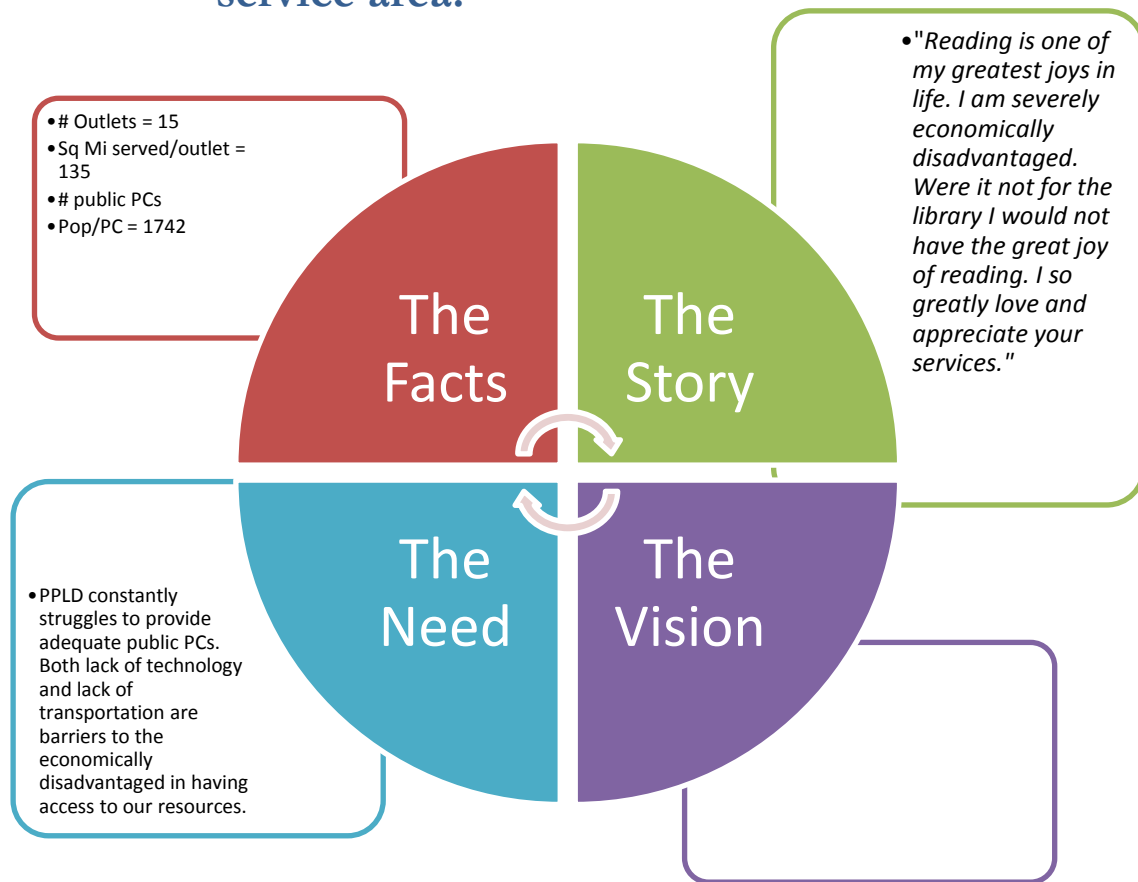 service area.
•# Outlets = 15
•Sq Mi served/outlet =
135
•# public PCs
•Pop/PC = 1742
•"Reading is one of
my greatest joys in
life. I am severely
economically
disadvantaged.
Were it not for the
library I would not
have the great joy
of reading. I so
greatly love and
appreciate your
services."
The
Facts
The
Story
The
Need
The
Vision
•PPLD constantly
struggles to provide
adequate public PCs.
Both lack of technology
and lack of
transportation are
barriers to the
economically
disadvantaged in having
access to our resources.